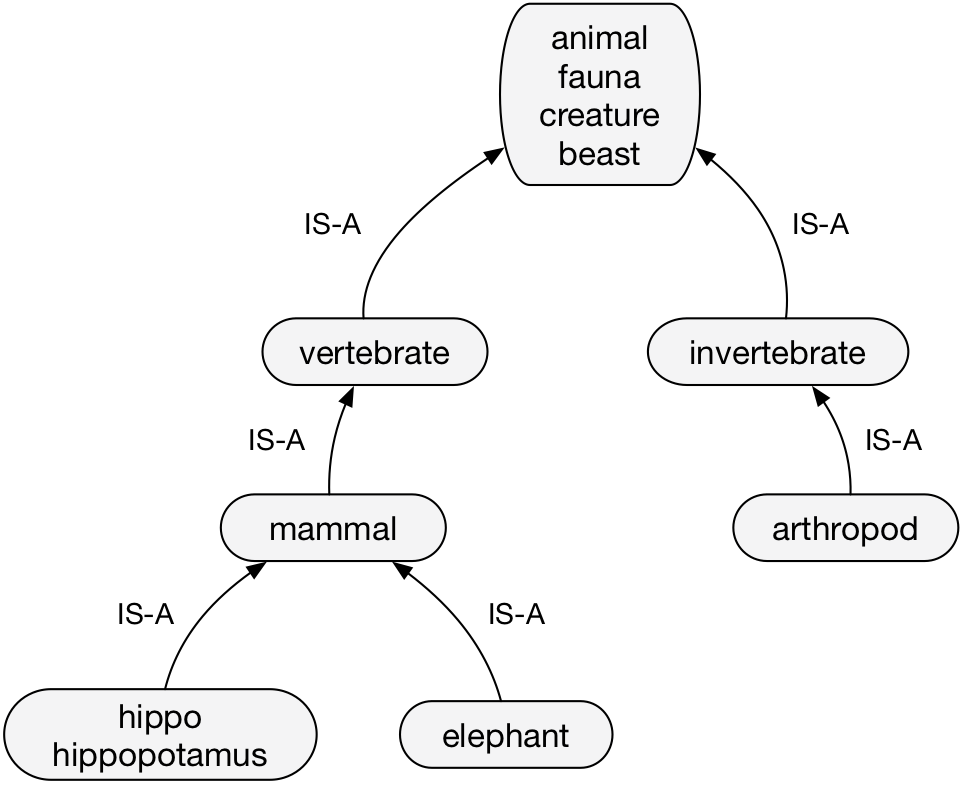 animal
fauna
creature
beast
IS-A
IS-A
vertebrate
invertebrate
IS-A
IS-A
mammal
arthropod
IS-A
IS-A
hippo
hippopotamus
elephant